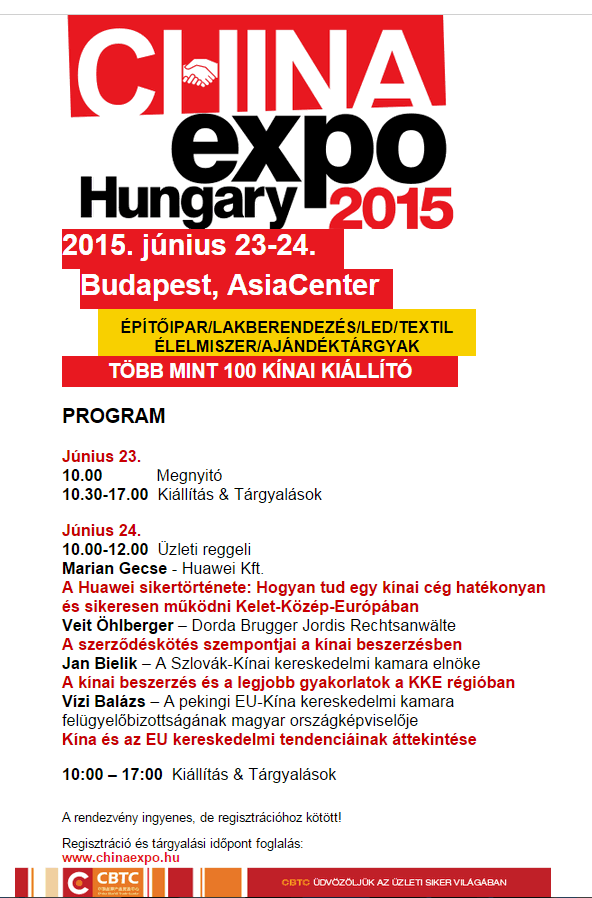 CHINA
expo
Hungary 2015
2015. június 23-24.
Budapest, AsiaCenter
ÉPÍTŐIPAR/LAKBERENDEZÉS/LED/TEXTIL
ÉLELMISZER/AJÁNDÉKTÁRGYAK
TÖBB MINT 100 KÍNAI KIÁLLÍTÓ
PROGRAM
Június 23.
10.00 Megnyitó
10.30-17.00 Kiállítás & Tárgyalások
Június 24.
10.00-12.00 Üzleti reggeli
Marian Gecse - Huawei Kft.
A Huawei sikertörténete: Hogyan tud egy kínai cég hatékonyan
és sikeresen működni Kelet-Közép-Európában
Veit Öhlberger – Dorda Brugger Jordis Rechtsanwälte
A szerződéskötés szempontjai a kínai beszerzésben
Jan Bielik – A Szlovák-Kínai kereskedelmi kamara elnöke
A kínai beszerzés és a legjobb gyakorlatok a KKE régióban
Vízi Balázs – A pekingi EU-Kína kereskedelmi kamara
felügyelőbizottságának magyar országképviselője
Kína és az EU kereskedelmi tendenciáinak áttekintése
10:00 – 17:00 Kiállítás & Tárgyalások
A rendezvény ingyenes, de regisztrációhoz kötött!
Regisztráció és tárgyalási időpont foglalás:
www.chinaexpo.hu
CBTC
CBTC ÜDVÖZÖLJÜK AZ ÜZLETI SIKER VILÁGÁBAN